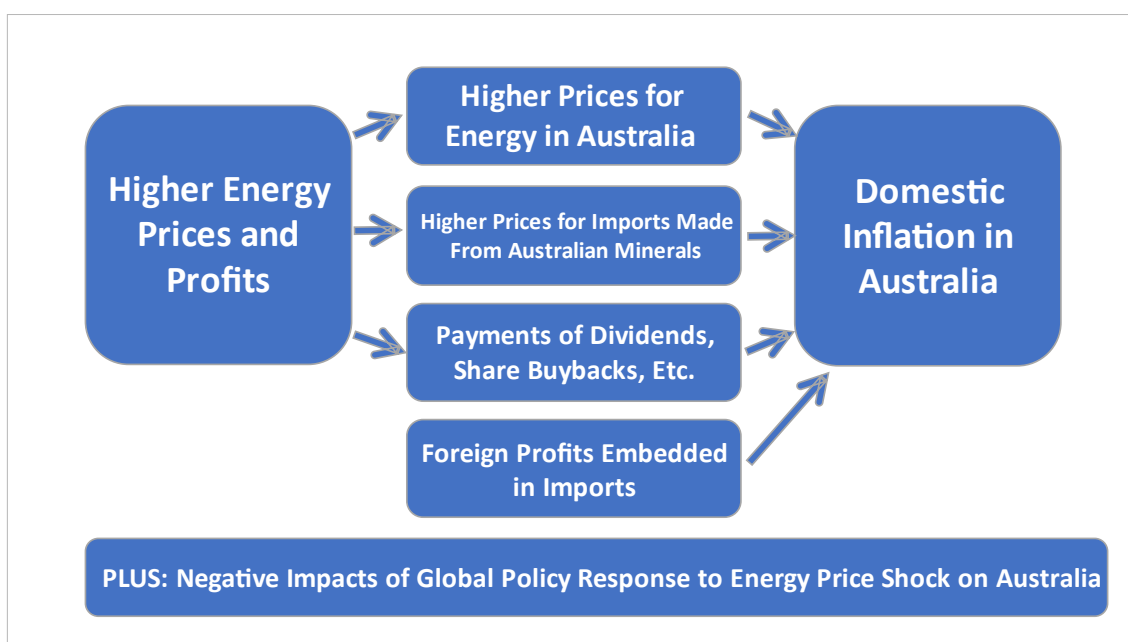 Higher Energy
Prices and
Profits
Higher Prices for
Energy in Australia
Higher Prices for Imports Made
From Australian Minerals
Payments of Dividends,
Share Buybacks, Etc.
Foreign Profits Embedded
in Imports
Domestic
Inflation in
Australia
PLUS: Negative Impacts of Global Policy Response to Energy Price Shock on Australia